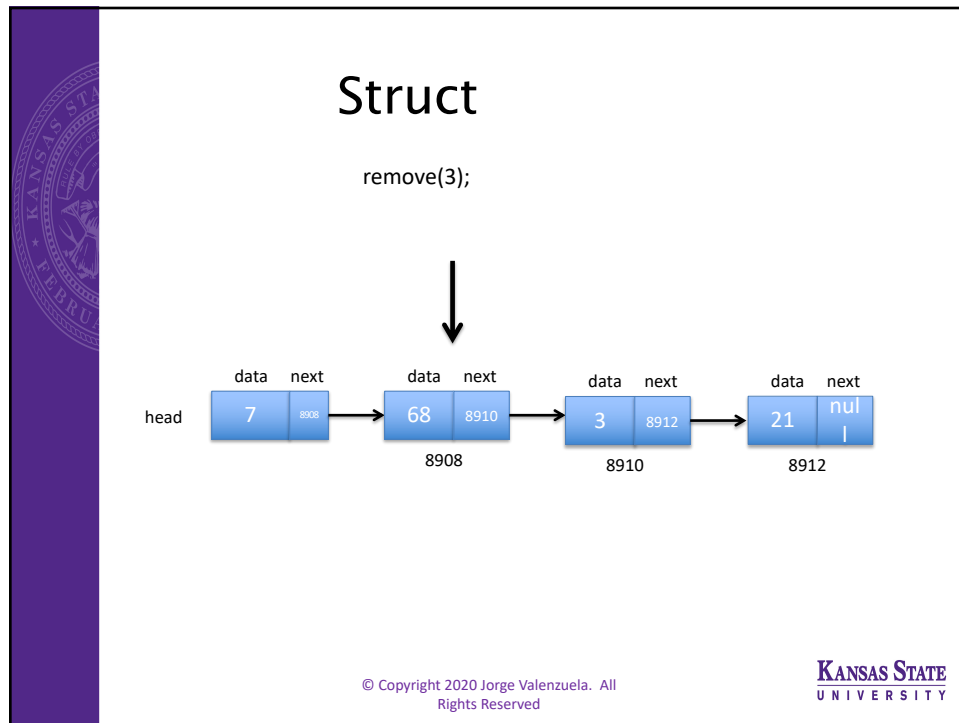 Struct
remove(3);
data next data next data next data next
head 7 8908 68 8910 3 8912 21 nul
l
8908 8910 8912
© Copyright 2020 Jorge Valenzuela. All
Rights Reserved
KANSAS STATE
UNIVERSITY